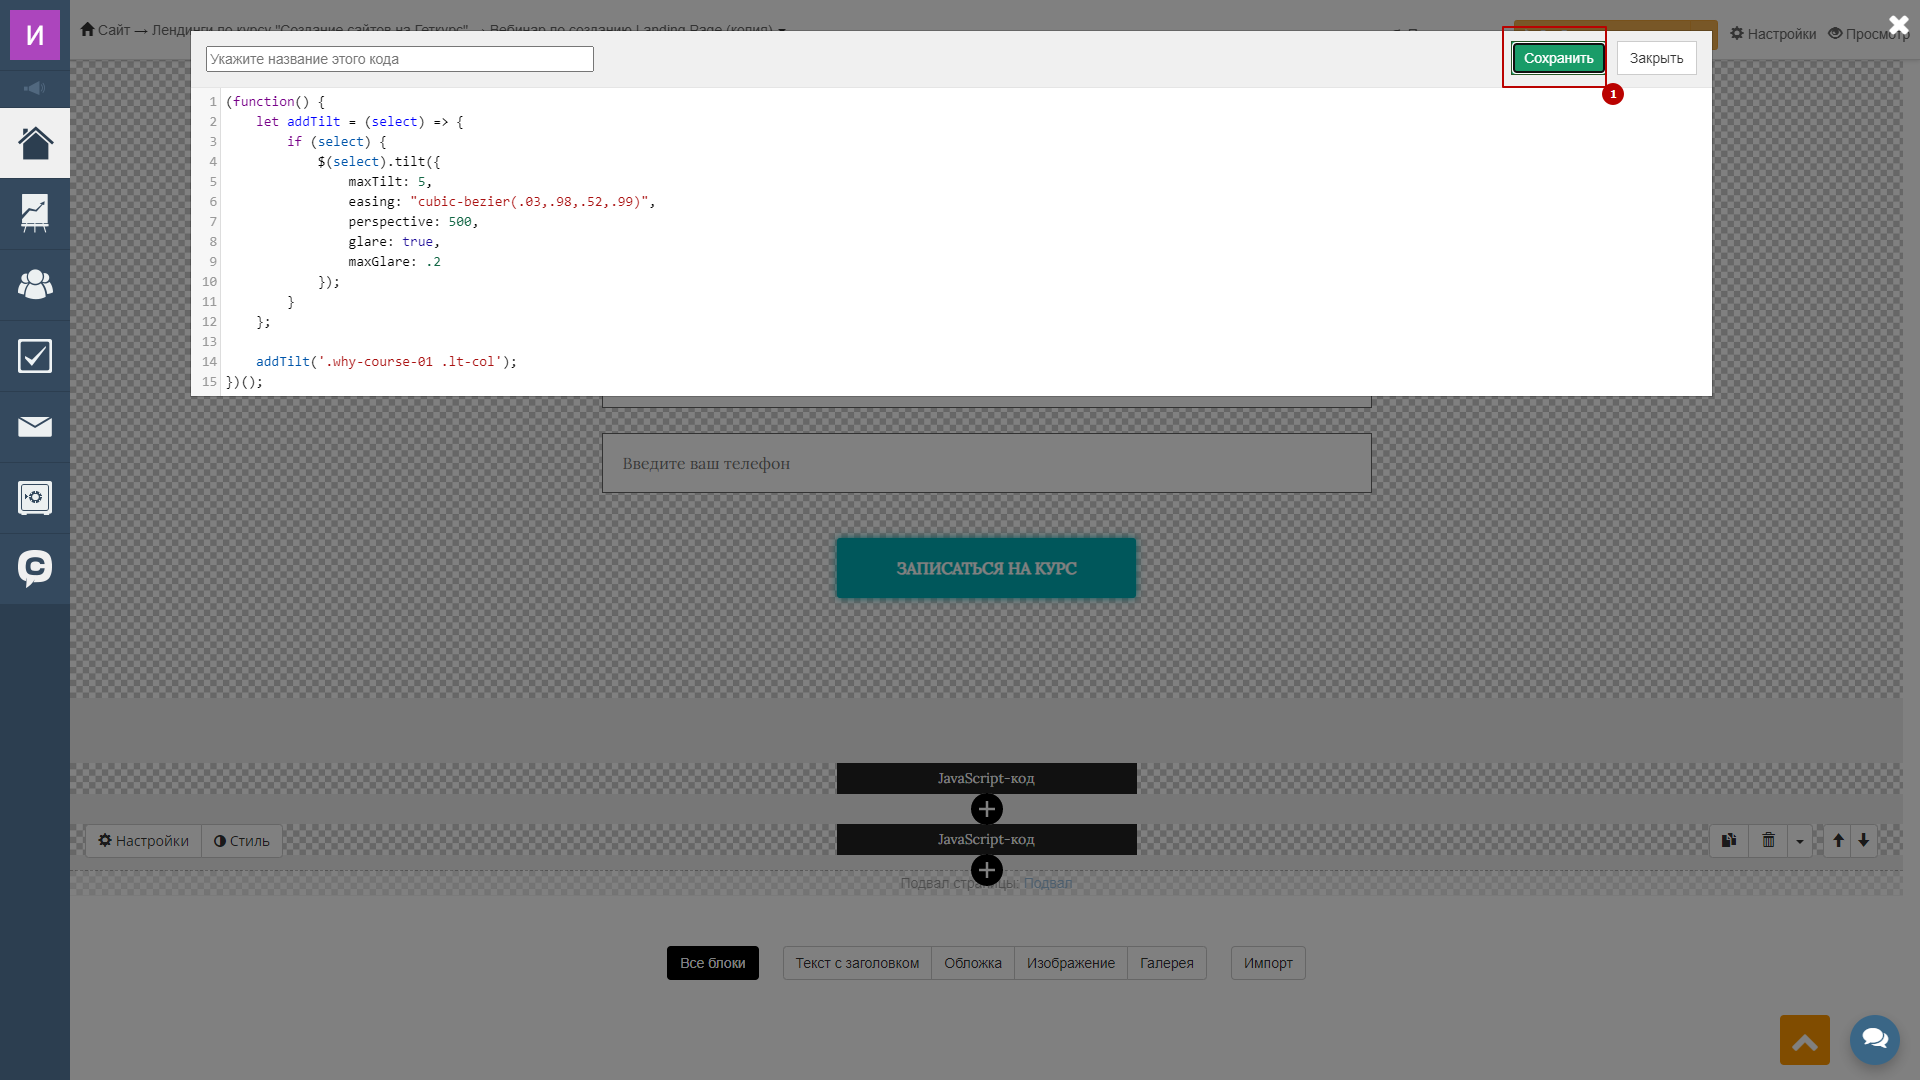 И
Сайт → Лендинги по курсу "Создание сайтов на Геткурс" → Вебинар по созданию Landing Page (копия)
Настройки
Просмотр
Укажите название этого кода
Сохранить
Закрыть
1
1 (function() {
2 let addTilt = (select) => {
3 if (select) {
4 $(select).tilt({
5 maxTilt: 5,
6 easing: "cubic-bezier(.03,.98,.52,.99)",
7 perspective: 500,
8 glare: true,
9 maxGlare: .2
10 });
11 }
12 };
13
14 addTilt('.why-course-01 .lt-col');
15 })();
Введите ваш телефон
ЗАПИСАТЬСЯ НА КУРС
JavaScript-код
Настройки
Стиль
JavaScript-код
Подвал страницы: Подвал
Все блоки
Текст с заголовком
Обложка
Изображение
Галерея
Импорт